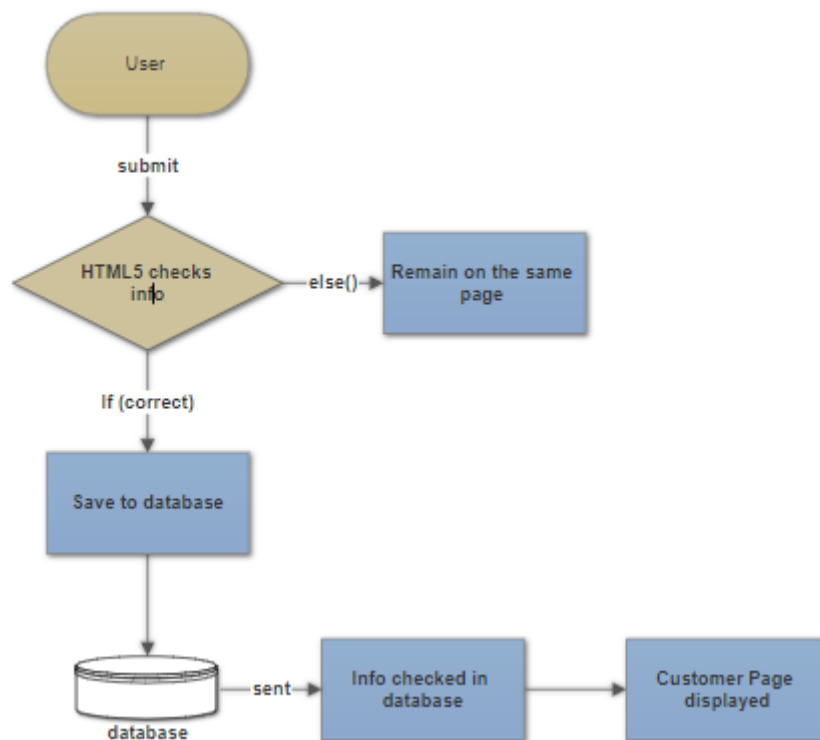 User
submit
HTML5 checks
info
else()
Remain on the same
page
If (correct)
Save to database
database
sent
Info checked in
database
Customer Page
displayed